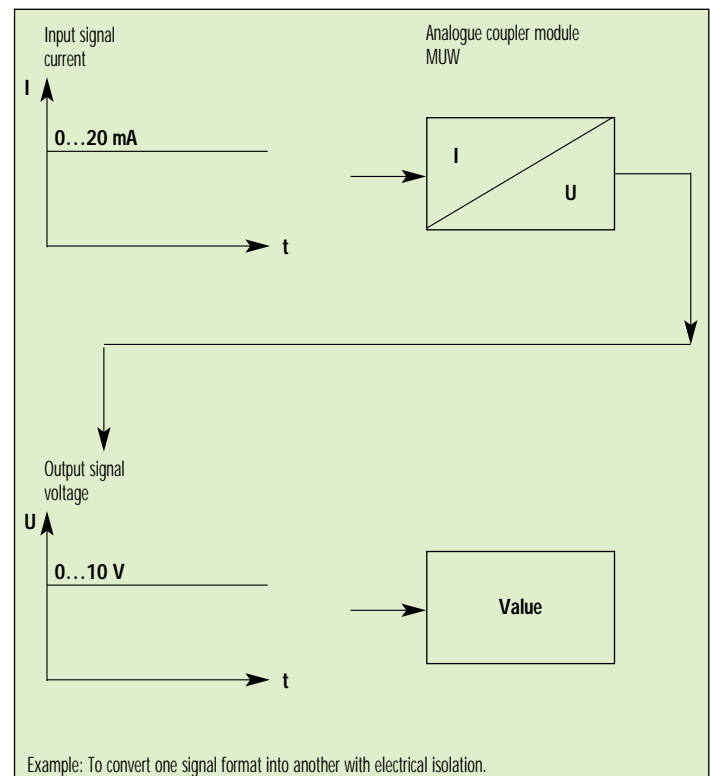 Input signal
current
Analogue coupler module
MUW
I
0…20 mA
I
U
t
Output signal
voltage
U
0…10 V
Value
t
Example: To convert one signal format into another with electrical isolation.